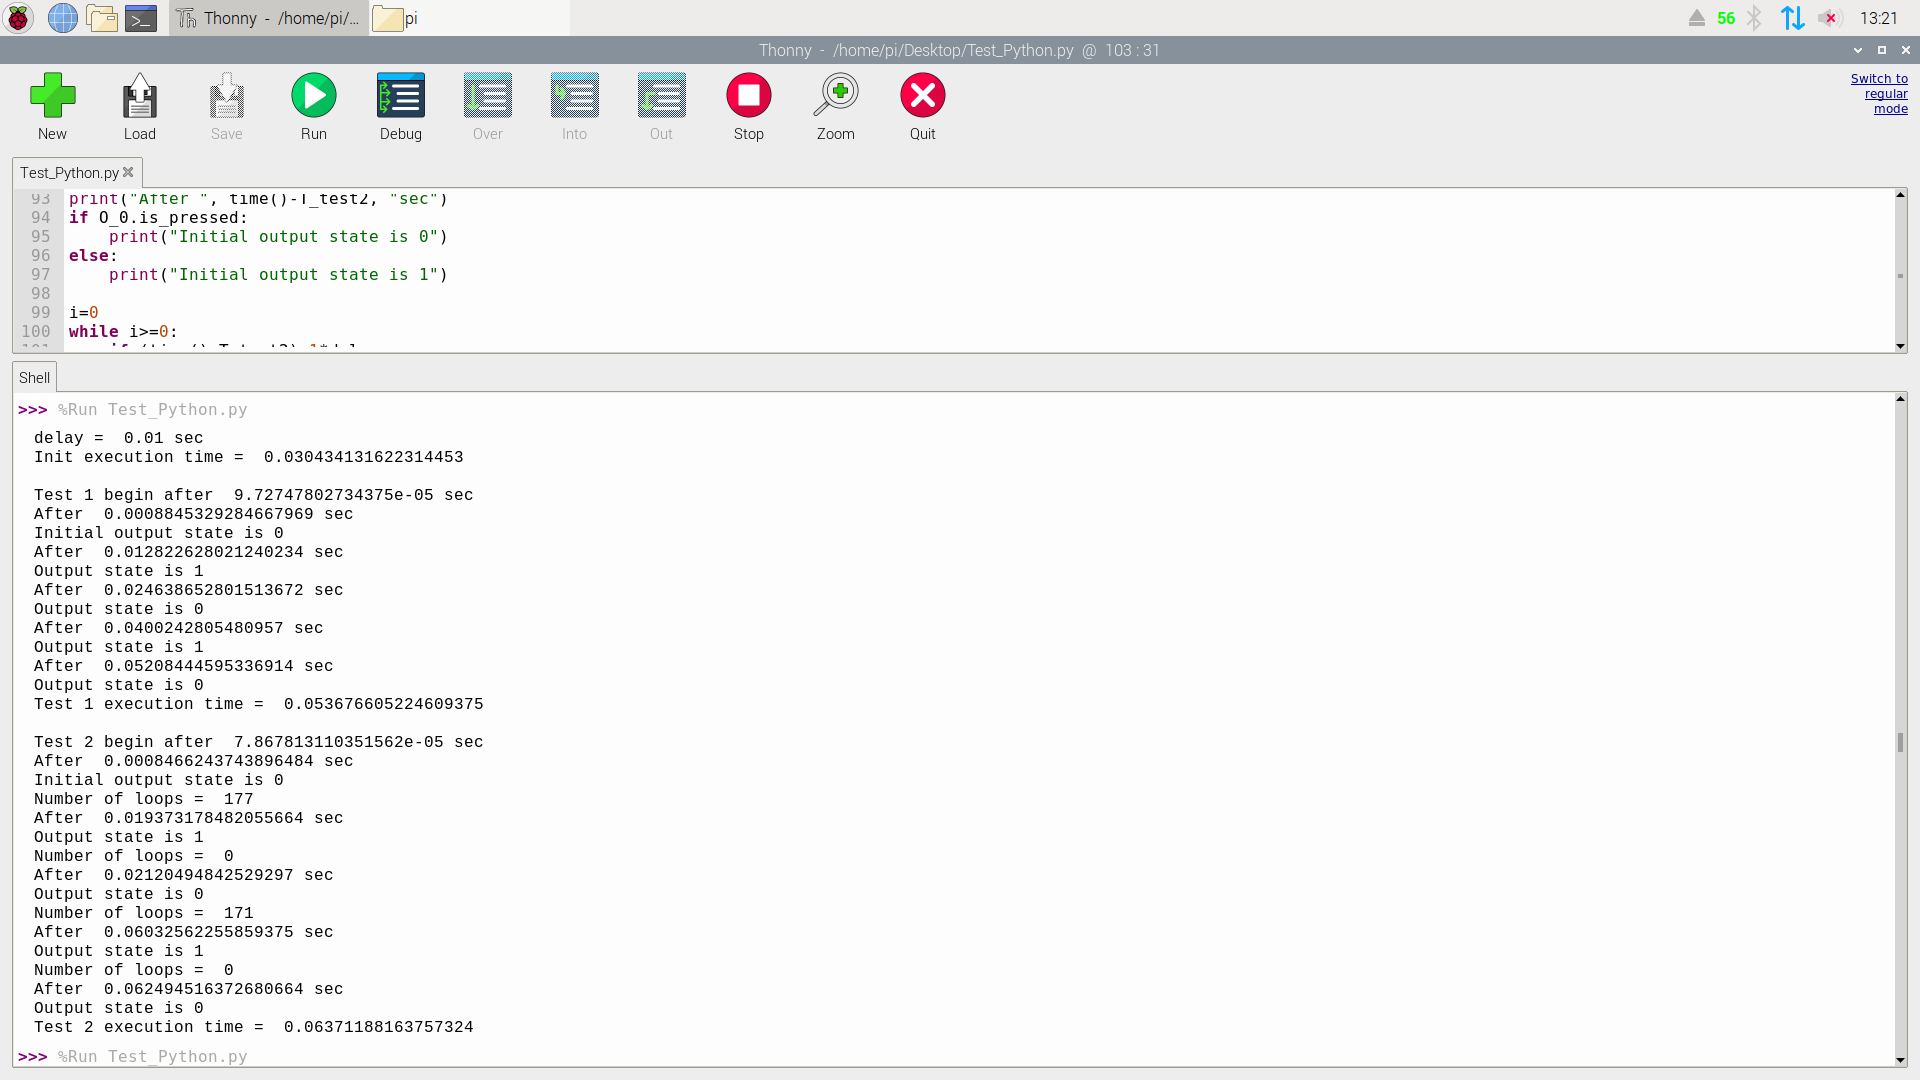 Thonny - /home/pi/...
pi
56
13:21
Thonny - /home/pi/Desktop/Test_Python.py @ 103 : 31
New
Load
Save
Run
Debug
Over
Into
Out
Stop
Zoom
Quit
Switch to
regular
mode
Test_Python.py
93 print("After ", time()-T_test2, "sec")
94 if O_0.is_pressed:
95     print("Initial output state is 0")
96 else:
97     print("Initial output state is 1")
98
99 i=0
100 while i>=0:
Shell
>>> %Run Test_Python.py
delay =  0.01 sec
Init execution time =  0.030434131622314453
Test 1 begin after  9.72747802734375e-05 sec
After  0.0008845329284667969 sec
Initial output state is 0
After  0.012822628021240234 sec
Output state is 1
After  0.024638652801513672 sec
Output state is 0
After  0.0400242805480957 sec
Output state is 1
After  0.05208444595336914 sec
Output state is 0
Test 1 execution time =  0.053676605224609375
Test 2 begin after  7.867813110351562e-05 sec
After  0.0008466243743896484 sec
Initial output state is 0
Number of loops =  177
After  0.019373178482055664 sec
Output state is 1
Number of loops =  0
After  0.02120494842529297 sec
Output state is 0
Number of loops =  171
After  0.06032562255859375 sec
Output state is 1
Number of loops =  0
After  0.062494516372680664 sec
Output state is 0
Test 2 execution time =  0.06371188163757324
>>> %Run Test_Python.py